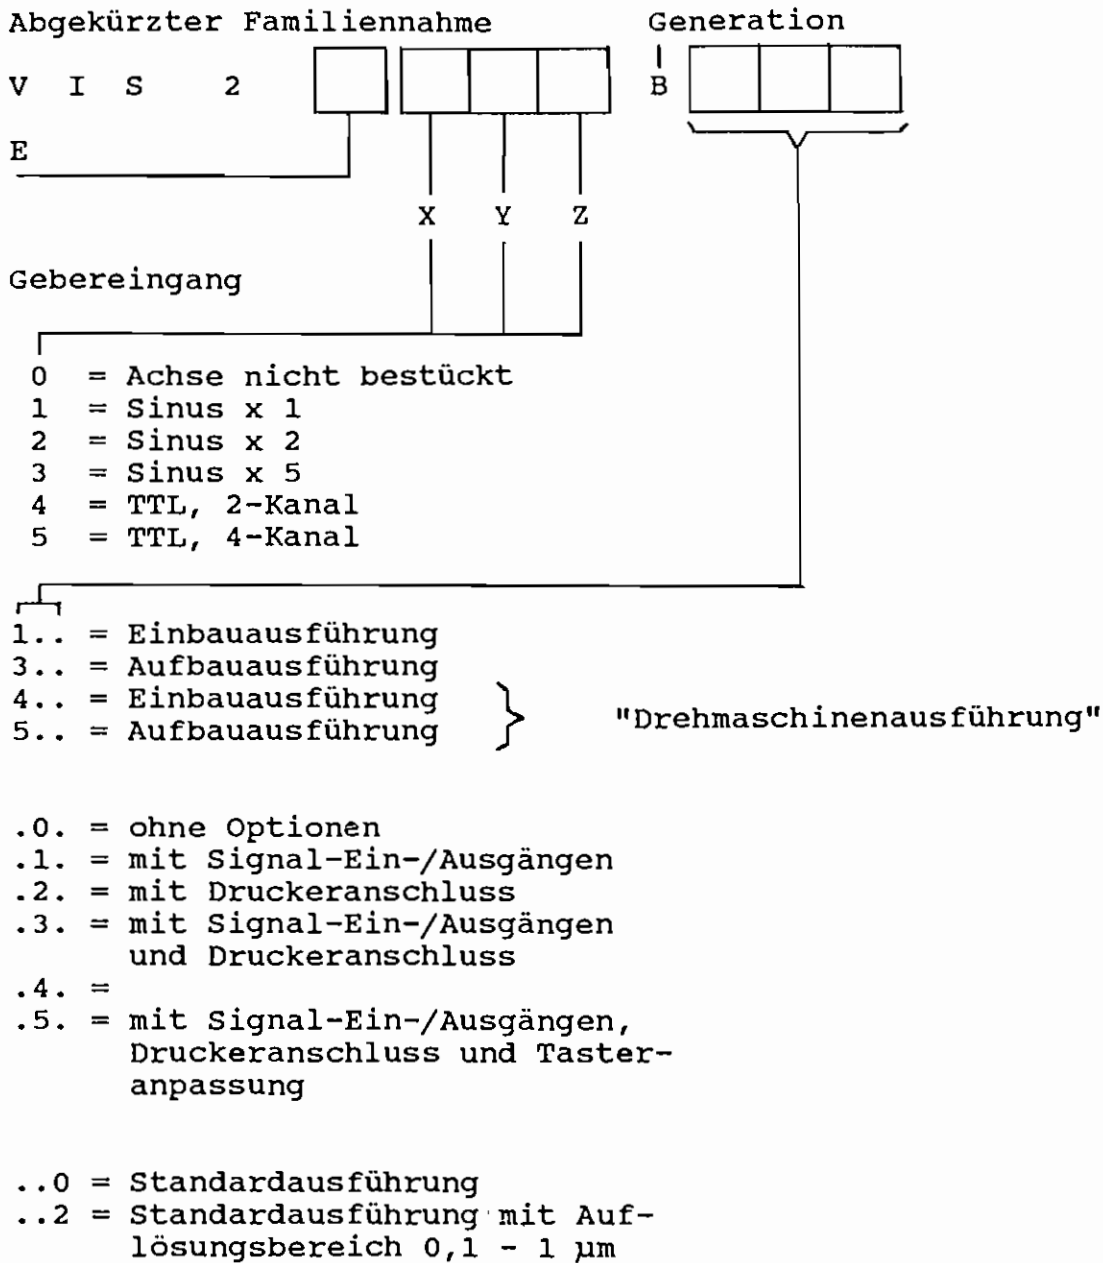 Abgekürzter Familiennahme Generation
V I S 2 B
E
X Y Z
Gebereingang
0 = Achse nicht bestückt
1 = Sinus x 1
2 = Sinus x 2
3 = Sinus x 5
4 = TTL, 2-Kanal
5 = TTL, 4-Kanal
1.. = Einbauausführung
3.. = Aufbauausführung
4.. = Einbauausführung
5.. = Aufbauausführung "Drehmaschinenausführung"
.0. = ohne Optionen
.1. = mit Signal-Ein-/Ausgängen
.2. = mit Druckeranschluss
.3. = mit Signal-Ein-/Ausgängen
und Druckeranschluss
.4. =
.5. = mit Signal-Ein-/Ausgängen,
Druckeranschluss und Taster-
anpassung
..0 = Standardausführung
..2 = Standardausführung mit Auf-
lösungsbereich 0,1 - 1 µm